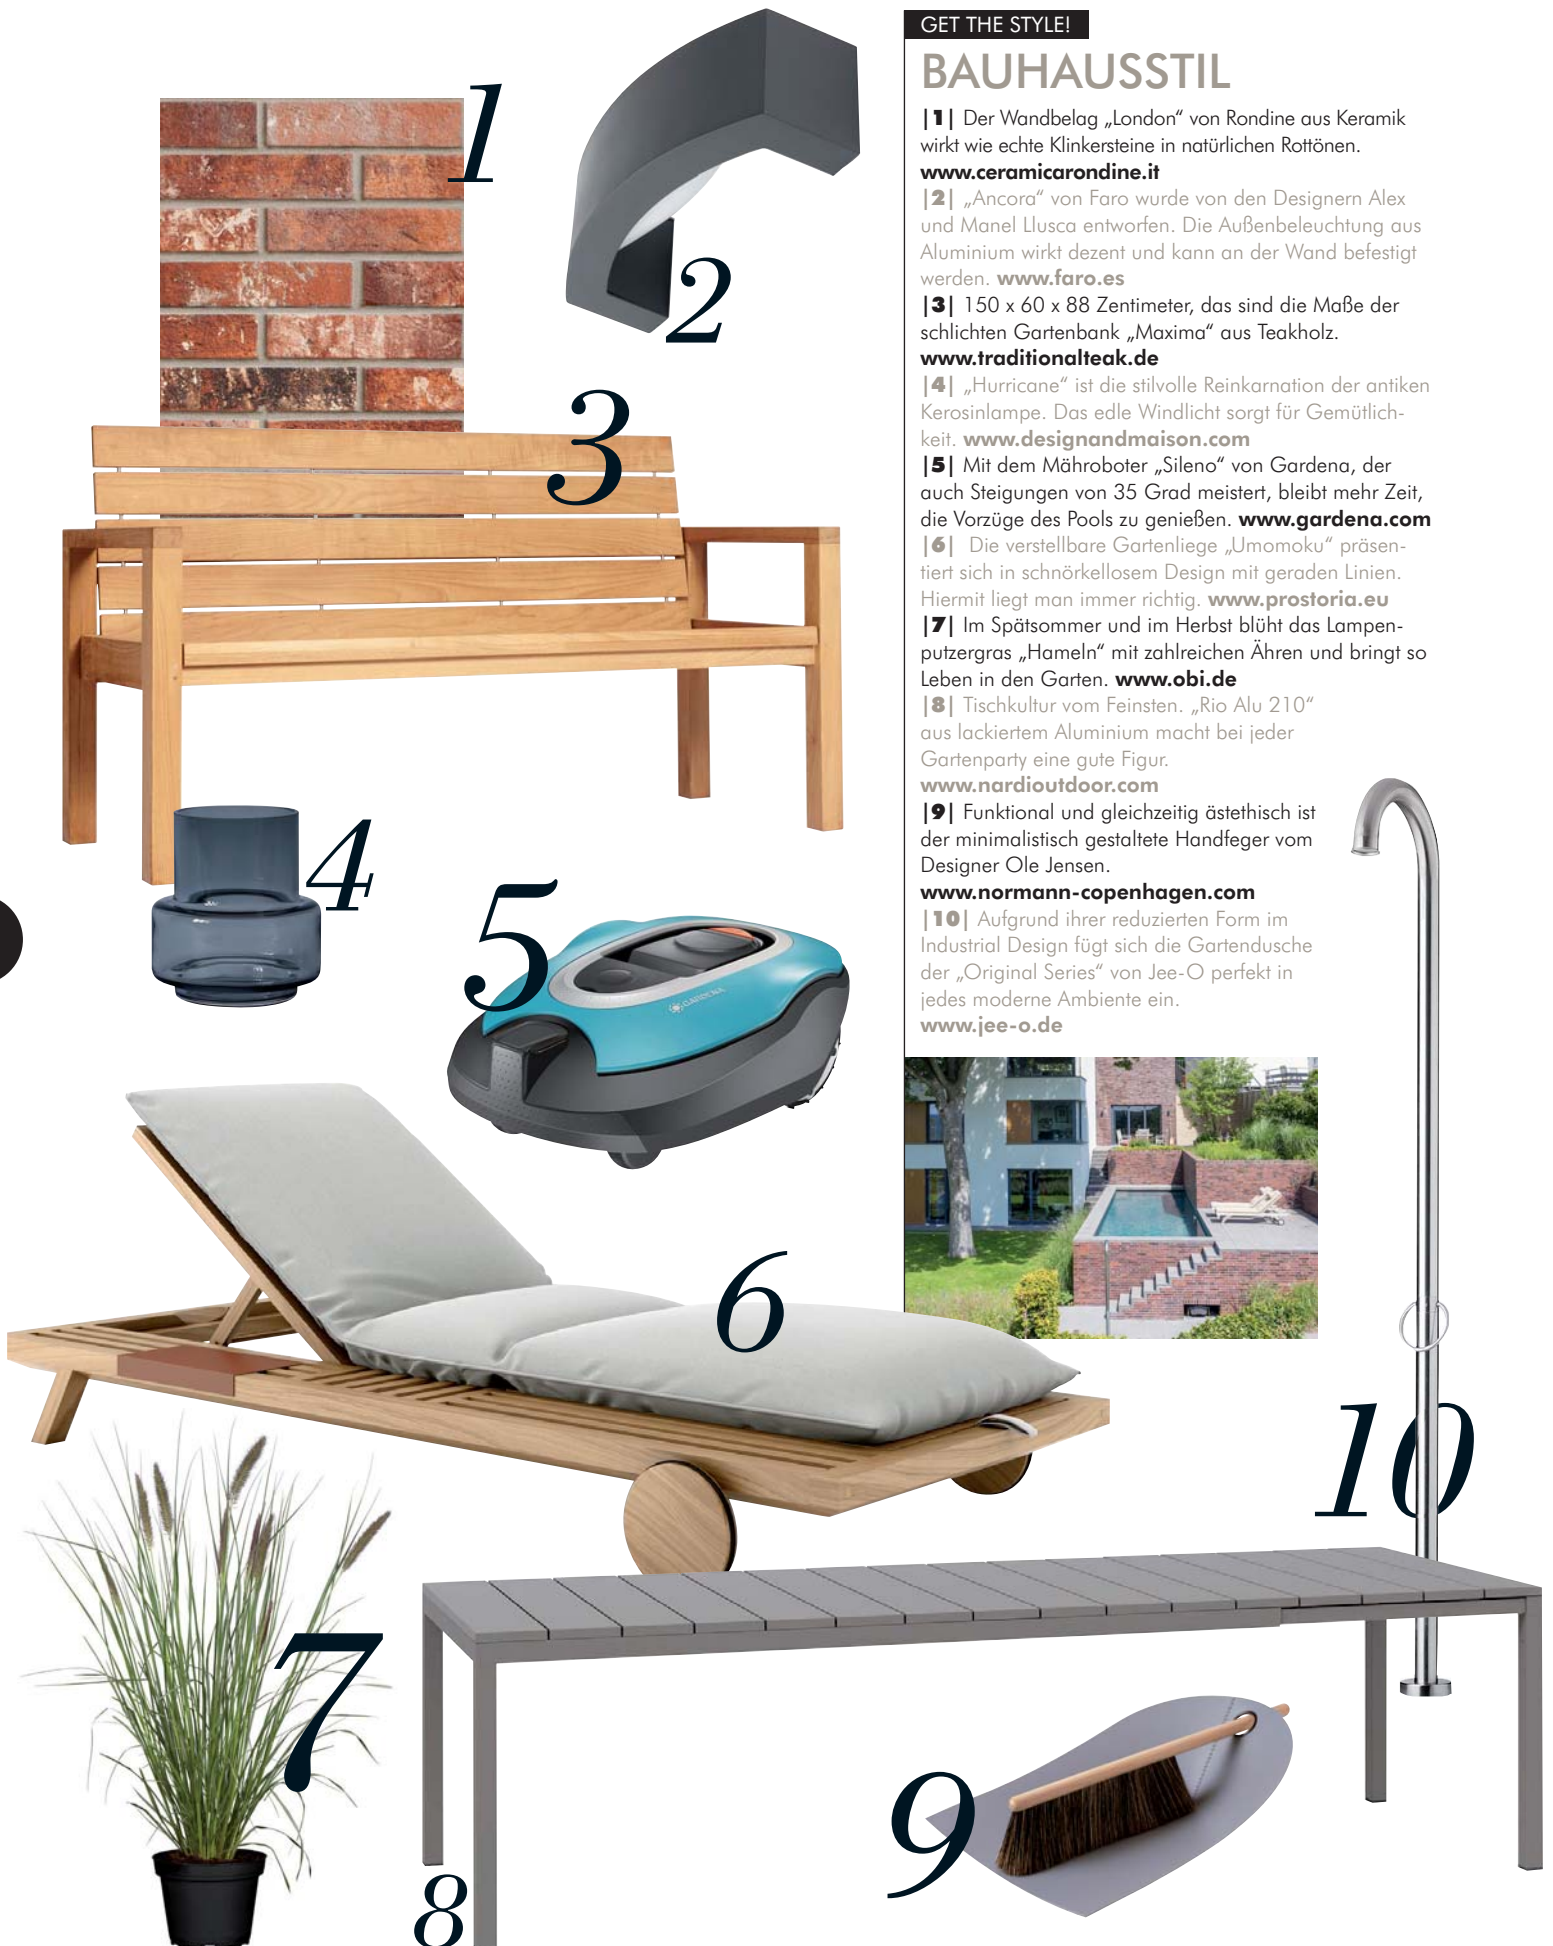 GET THE STYLE!
BAUHAUSSTIL
|1| Der Wandbelag „London“ von Rondine aus Keramik
wirkt wie echte Klinkersteine in natürlichen Rottönen.
www.ceramicarondine.it
|2| „Ancora“ von Faro wurde von den Designern Alex
und Manel Llusca entworfen. Die Außenbeleuchtung aus
Aluminium wirkt dezent und kann an der Wand befestigt
werden. www.faro.es
|3| 150 x 60 x 88 Zentimeter, das sind die Maße der
schlichten Gartenbank „Maxima“ aus Teakholz.
www.traditionalteak.de
|4| „Hurricane“ ist die stilvolle Reinkarnation der antiken
Kerosinlampe. Das edle Windlicht sorgt für Gemütlich-
keit. www.designandmaison.com
|5| Mit dem Mähroboter „Sileno“ von Gardena, der
auch Steigungen von 35 Grad meistert, bleibt mehr Zeit,
die Vorzüge des Pools zu genießen. www.gardena.com
|6| Die verstellbare Gartenliege „Umomoku“ präsen-
tiert sich in schnörkellosem Design mit geraden Linien.
Hiermit liegt man immer richtig. www.prostoria.eu
|7| Im Spätsommer und im Herbst blüht das Lampen-
putzergras „Hameln“ mit zahlreichen Ähren und bringt so
Leben in den Garten. www.obi.de
|8| Tischkultur vom Feinsten. „Rio Alu 210“
aus lackiertem Aluminium macht bei jeder
Gartenparty eine gute Figur.
www.nardioutdoor.com
|9| Funktional und gleichzeitig ästethisch ist
der minimalistisch gestaltete Handfeger vom
Designer Ole Jensen.
www.normann-copenhagen.com
|10| Aufgrund ihrer reduzierten Form im
Industrial Design fügt sich die Gartendusche
der „Original Series“ von Jee-O perfekt in
jedes moderne Ambiente ein.
www.jee-o.de
1
2
3
4
5
GARDENA
6
7
8
9
10